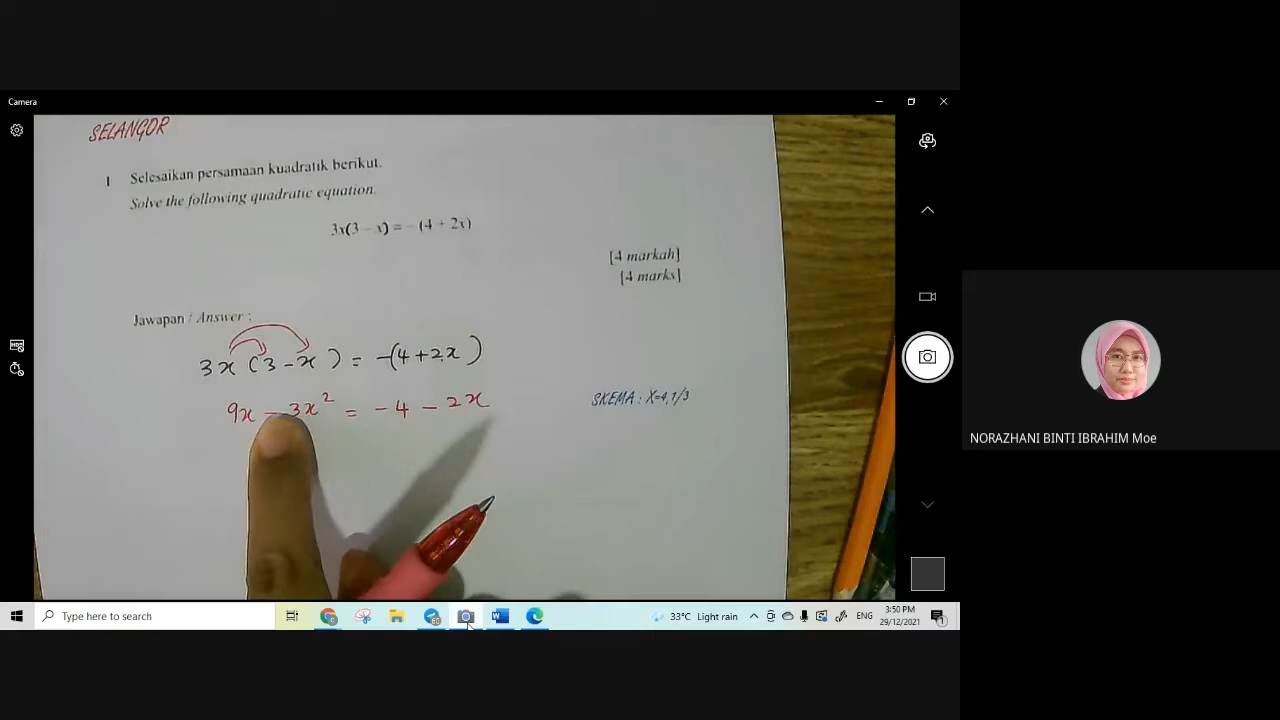 Camera
SELANGOR
1 Selesaikan persamaan kuadratik berikut.
Solve the following quadratic equation.
3x(3 - x) = - (4 + 2x)
[4 markah]
[4 marks]
Jawapan / Answer :
3x (3 - x) = -(4 + 2x)
9x - 3x² = -4 - 2x
SKEMA : X=4, 1/3
NORAZHANI BINTI IBRAHIM Moe
Type here to search
33°C Light rain
ENG
3:50 PM
29/12/2021